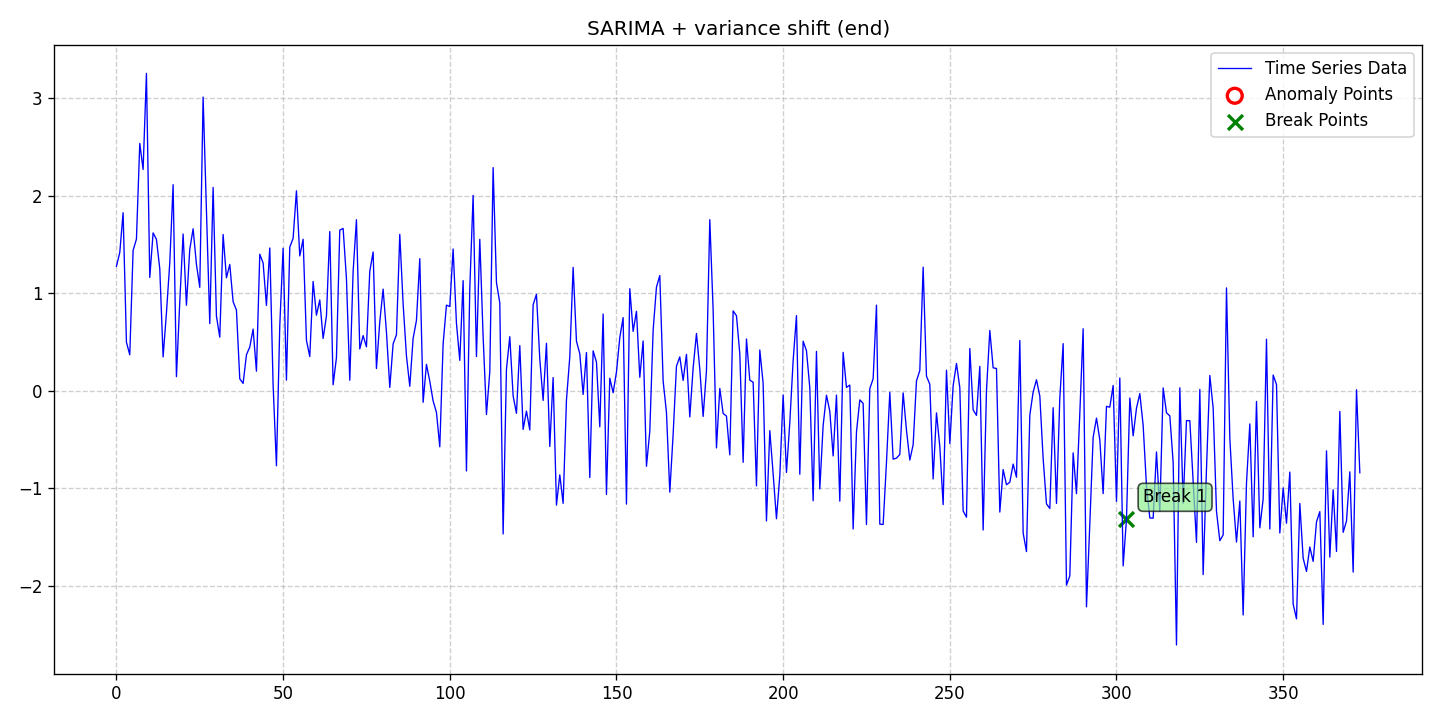 SARIMA + variance shift (end)
Time Series Data
Anomaly Points
Break Points
3
2
1
0
−1
−2
Break 1
0
50
100
150
200
250
300
350